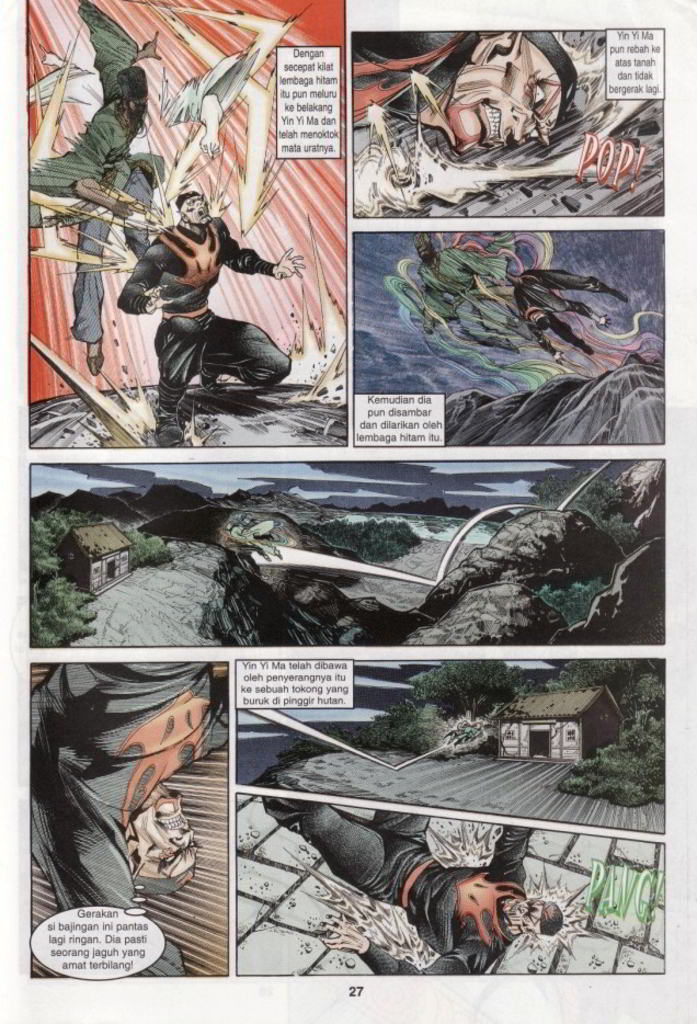 Dengan
secepat kilat
lembaga hitam
itu pun meluru
ke belakang
Yin Yi Ma dan
telah menoktok
mata uratnya.
Yin Yi Ma
pun rebah ke
atas tanah
dan tidak
bergerak lagi.
POP!
Kemudian dia
pun disambar
dan dilarikan oleh
lembaga hitam itu.
Yin Yi Ma telah dibawa
oleh penyerangnya itu
ke sebuah tokong yang
buruk di pinggir hutan.
Gerakan
si bajingan ini pantas
lagi ringan. Dia pasti
seorang jaguh yang
amat terbilang!
PANG!
27